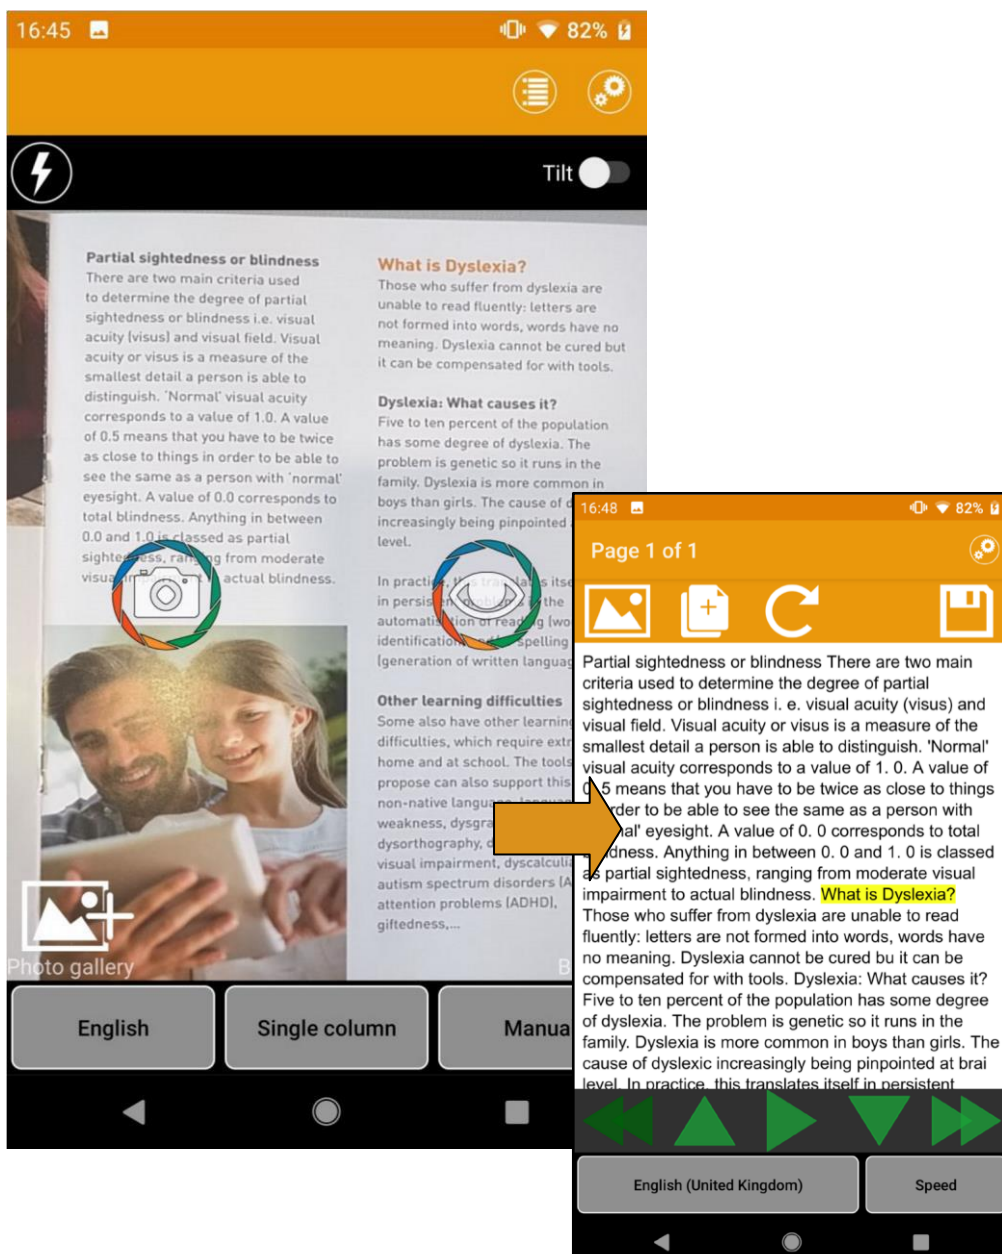 16:45
82%
Tilt
Partial sightedness or blindness
There are two main criteria used
to determine the degree of partial
sightedness or blindness i.e. visual
acuity (visus) and visual field. Visual
acuity or visus is a measure of the
smallest detail a person is able to
distinguish. 'Normal' visual acuity
corresponds to a value of 1.0. A value
of 0.5 means that you have to be twice
as close to things in order to be able to
see the same as a person with 'normal'
eyesight. A value of 0.0 corresponds to
total blindness. Anything in between
0.0 and 1.0 is classed as partial
ranging from moderate
actual blindness.
What is Dyslexia?
Those who suffer from dyslexia are
unable to read fluently: letters are
not formed into words, words have no
meaning. Dyslexia cannot be cured but
it can be compensated for with tools.
Dyslexia: What causes it?
Five to ten percent of the population
has some degree of dyslexia. The
problem is genetic so it runs in the
family. Dyslexia is more common in
boys than girls. The cause of
increasingly being pinpointed
level.
In practice, this
in the
of reading
identification spelling
(generation of written
Other learning difficulties
Some also have other
difficulties, which require
home and at school. The tools
propose can also support this
non-native
weakness,
dysorthography,
visual impairment,
autism spectrum disorders
attention problems (ADHD),
giftedness,...
Photo gallery
English
Single column
16:48
82%
Page 1 of 1
Partial sightedness or blindness There are two main
criteria used to determine the degree of partial
sightedness or blindness i. e. visual acuity (visus) and
visual field. Visual acuity or visus is a measure of the
smallest detail a person is able to distinguish. 'Normal'
visual acuity corresponds to a value of 1. 0. A value of
5 means that you have to be twice as close to things
order to be able to see the same as a person with
eyesight. A value of 0. 0 corresponds to total
Anything in between 0. 0 and 1. 0 is classed
as partial sightedness, ranging from moderate visual
impairment to actual blindness. What is Dyslexia?
Those who suffer from dyslexia are unable to read
fluently: letters are not formed into words, words have
no meaning. Dyslexia cannot be cured bu it can be
compensated for with tools. Dyslexia: What causes it?
Five to ten percent of the population has some degree
of dyslexia. The problem is genetic so it runs in the
family. Dyslexia is more common in boys than girls. The
cause of dyslexic increasingly being pinpointed at brai
level. In practice, this translates itself in persistent
English (United Kingdom)
Speed